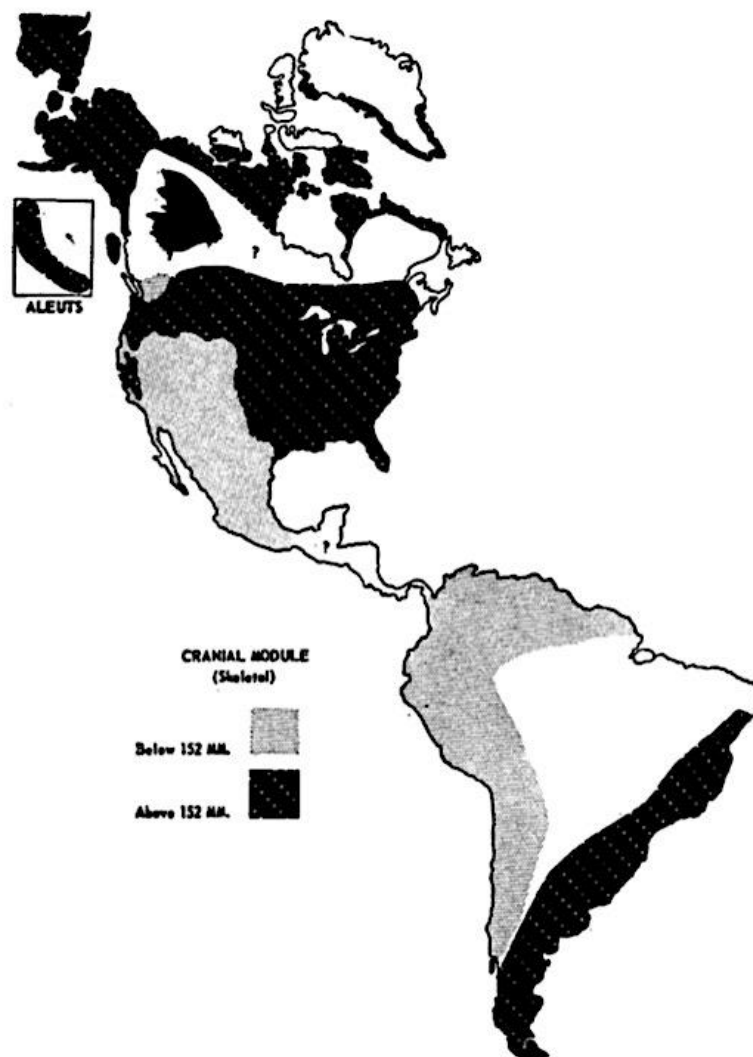 ALEUTS
?
?
CRANIAL MODULE
(Skeletal)
Below 152 MM.
Above 152 MM.